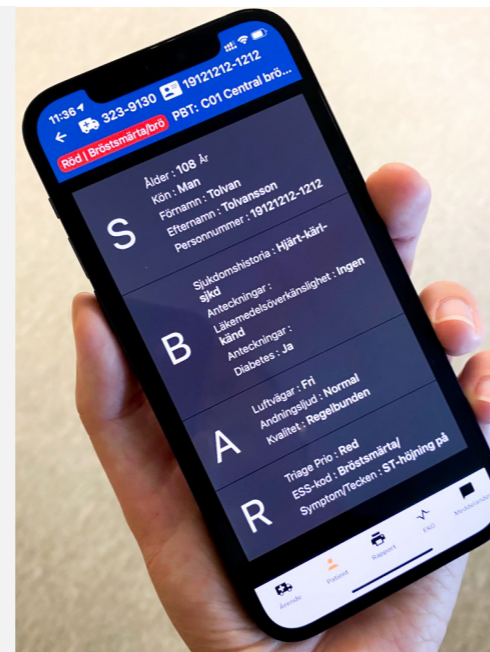 11:36
323-9130 19121212-1212
Röd | Bröstsmärta/brö PBT: C01 Central brö...
S
Ålder : 108 År
Kön : Man
Förnamn : Tolvan
Efternamn : Tolvansson
Personnummer : 19121212-1212
B
Sjukdomshistoria : Hjärt-kärl-
sjkd
Anteckningar :
Läkemedelsöverkänslighet : Ingen
känd
Anteckningar :
Diabetes : Ja
A
Luftvägar : Fri
Andningsljud : Normal
Kvalitet : Regelbunden
R
Triage Prio : Red
ESS-kod : Bröstsmärta/
Symptom/Tecken : ST-höjning på
Ärende Patient Rapport EKG Meddelanden